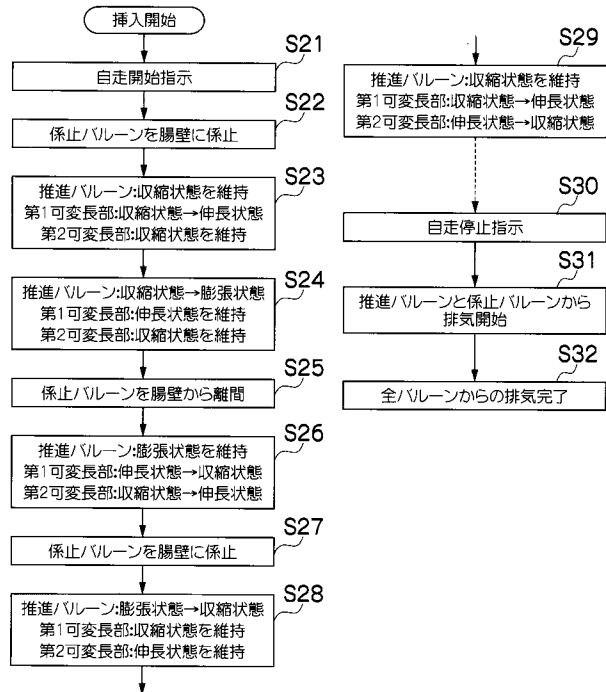 挿入開始
S21
自走開始指示
S22
係止バルーンを腸壁に係止
S23
推進バルーン:収縮状態を維持
第1可変長部:収縮状態→伸長状態
第2可変長部:収縮状態を維持
S24
推進バルーン:収縮状態→膨張状態
第1可変長部:伸長状態を維持
第2可変長部:収縮状態を維持
S25
係止バルーンを腸壁から離間
S26
推進バルーン:膨張状態を維持
第1可変長部:伸長状態→収縮状態
第2可変長部:収縮状態→伸長状態
S27
係止バルーンを腸壁に係止
S28
推進バルーン:膨張状態→収縮状態
第1可変長部:収縮状態を維持
第2可変長部:伸長状態を維持
S29
推進バルーン:収縮状態を維持
第1可変長部:収縮状態→伸長状態
第2可変長部:伸長状態→収縮状態
S30
自走停止指示
S31
推進バルーンと係止バルーンから
排気開始
S32
全バルーンからの排気完了